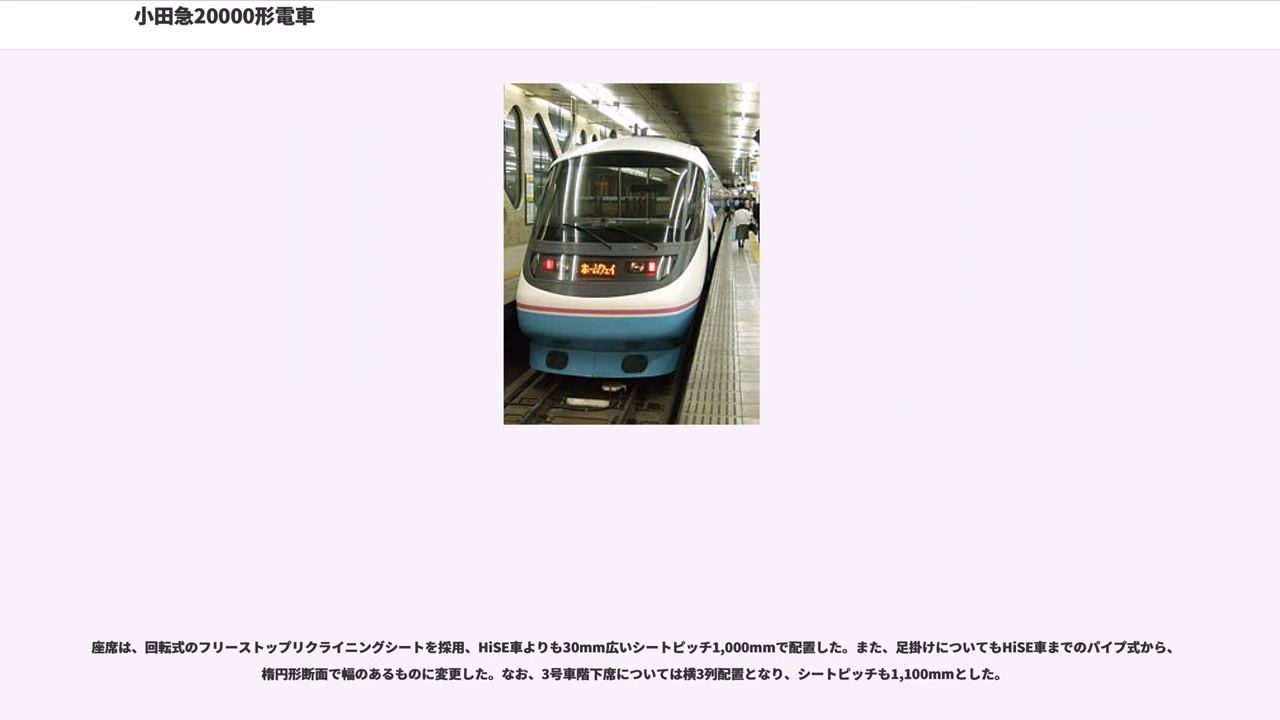 小田急20000形電車
ホームウェイ
座席は、回転式のフリーストップリクライニングシートを採用、HiSE車よりも30mm広いシートピッチ1,000mmで配置した。また、足掛けについてもHiSE車までのパイプ式から、
楕円形断面で幅のあるものに変更した。なお、3号車階下席については横3列配置となり、シートピッチも1,100mmとした。